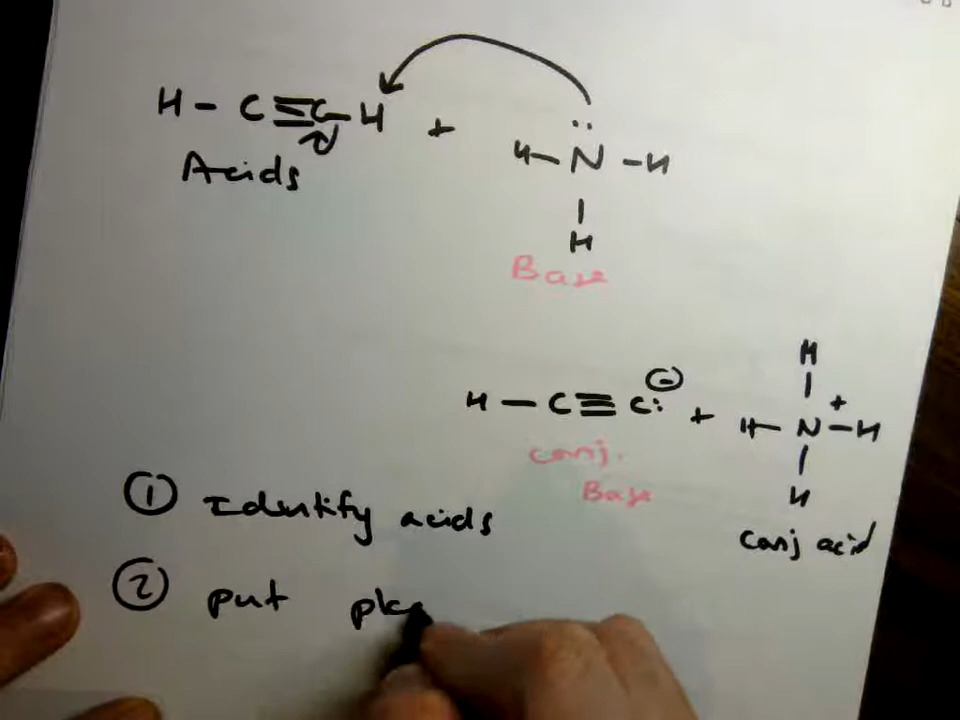 H - C ≡ C - H + H - N̈ - H
Acids
|
H
Base
H
|
H — C ≡ C: ⊖ + H - N⁺ - H
|
conj.
Base
H
conj acid
① Identify acids
② put pka